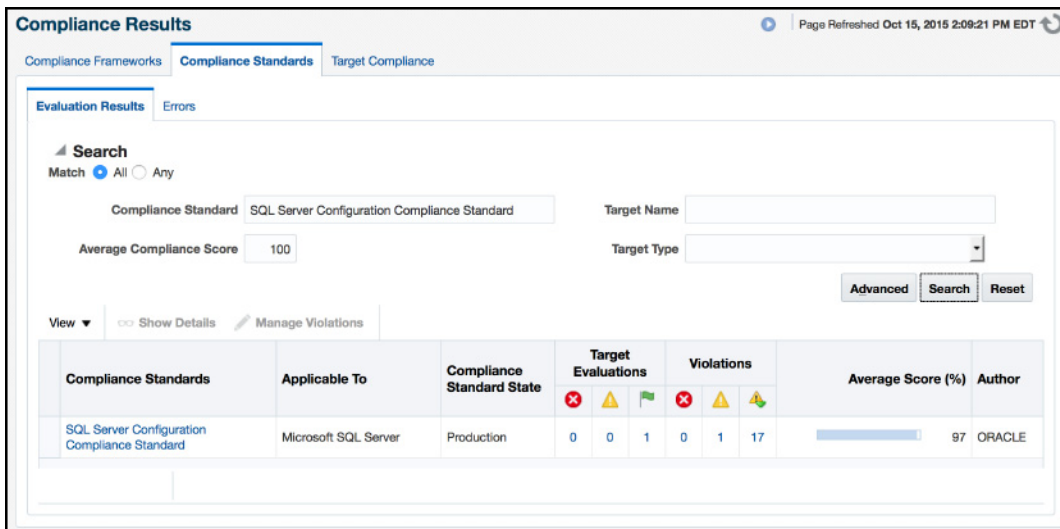 Compliance Results
Page Refreshed Oct 15, 2015 2:09:21 PM EDT
Compliance Frameworks Compliance Standards Target Compliance
Evaluation Results Errors
Search
Match All Any
Compliance Standard SQL Server Configuration Compliance Standard Target Name
Average Compliance Score 100 Target Type
Advanced Search Reset
View Show Details Manage Violations
Compliance Standards Applicable To Compliance Standard State Target Evaluations Violations Average Score (%) Author
SQL Server Configuration Compliance Standard Microsoft SQL Server Production 0 0 1 0 1 17 97 ORACLE